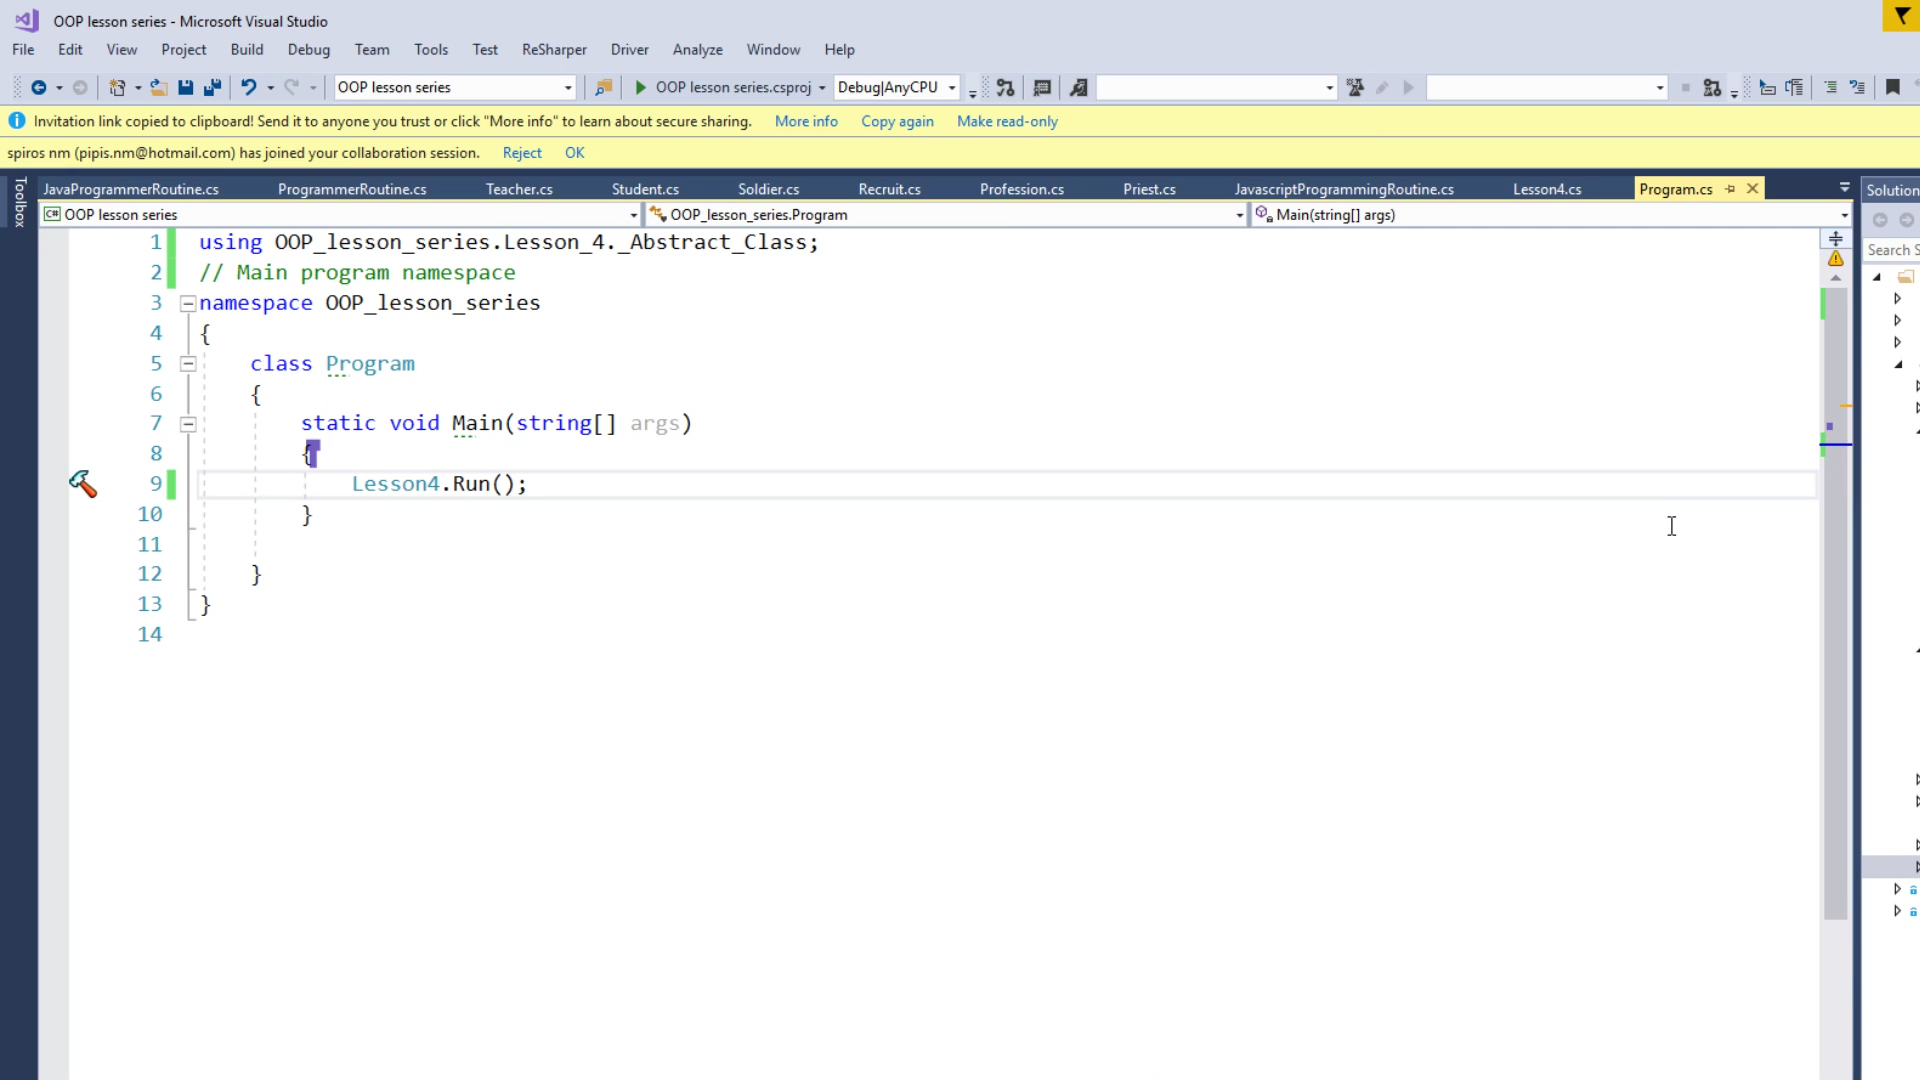 OOP lesson series - Microsoft Visual Studio
File Edit View Project Build Debug Team Tools Test ReSharper Driver Analyze Window Help
OOP lesson series OOP lesson series.csproj Debug|AnyCPU
Invitation link copied to clipboard! Send it to anyone you trust or click "More info" to learn about secure sharing. More info Copy again Make read-only
spiros nm (pipis.nm@hotmail.com) has joined your collaboration session. Reject OK
Toolbox
JavaProgrammerRoutine.cs ProgrammerRoutine.cs Teacher.cs Student.cs Soldier.cs Recruit.cs Profession.cs Priest.cs JavascriptProgrammingRoutine.cs Lesson4.cs Program.cs Solution
C# OOP lesson series OOP_lesson_series.Program Main(string[] args)
Search S
1 using OOP_lesson_series.Lesson_4._Abstract_Class;
2 // Main program namespace
3 namespace OOP_lesson_series
4 {
5 class Program
6 {
7 static void Main(string[] args)
8 {
9 Lesson4.Run();
10 }
11
12 }
13 }
14